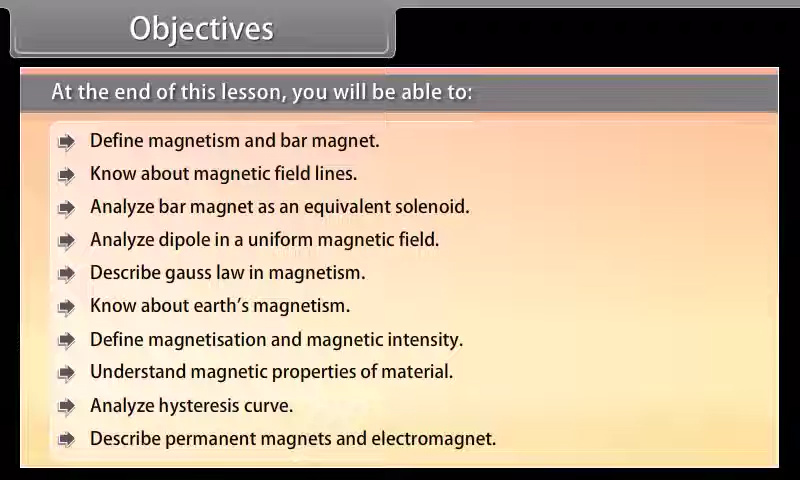 Objectives
At the end of this lesson, you will be able to:
Define magnetism and bar magnet.
Know about magnetic field lines.
Analyze bar magnet as an equivalent solenoid.
Analyze dipole in a uniform magnetic field.
Describe gauss law in magnetism.
Know about earth's magnetism.
Define magnetisation and magnetic intensity.
Understand magnetic properties of material.
Analyze hysteresis curve.
Describe permanent magnets and electromagnet.